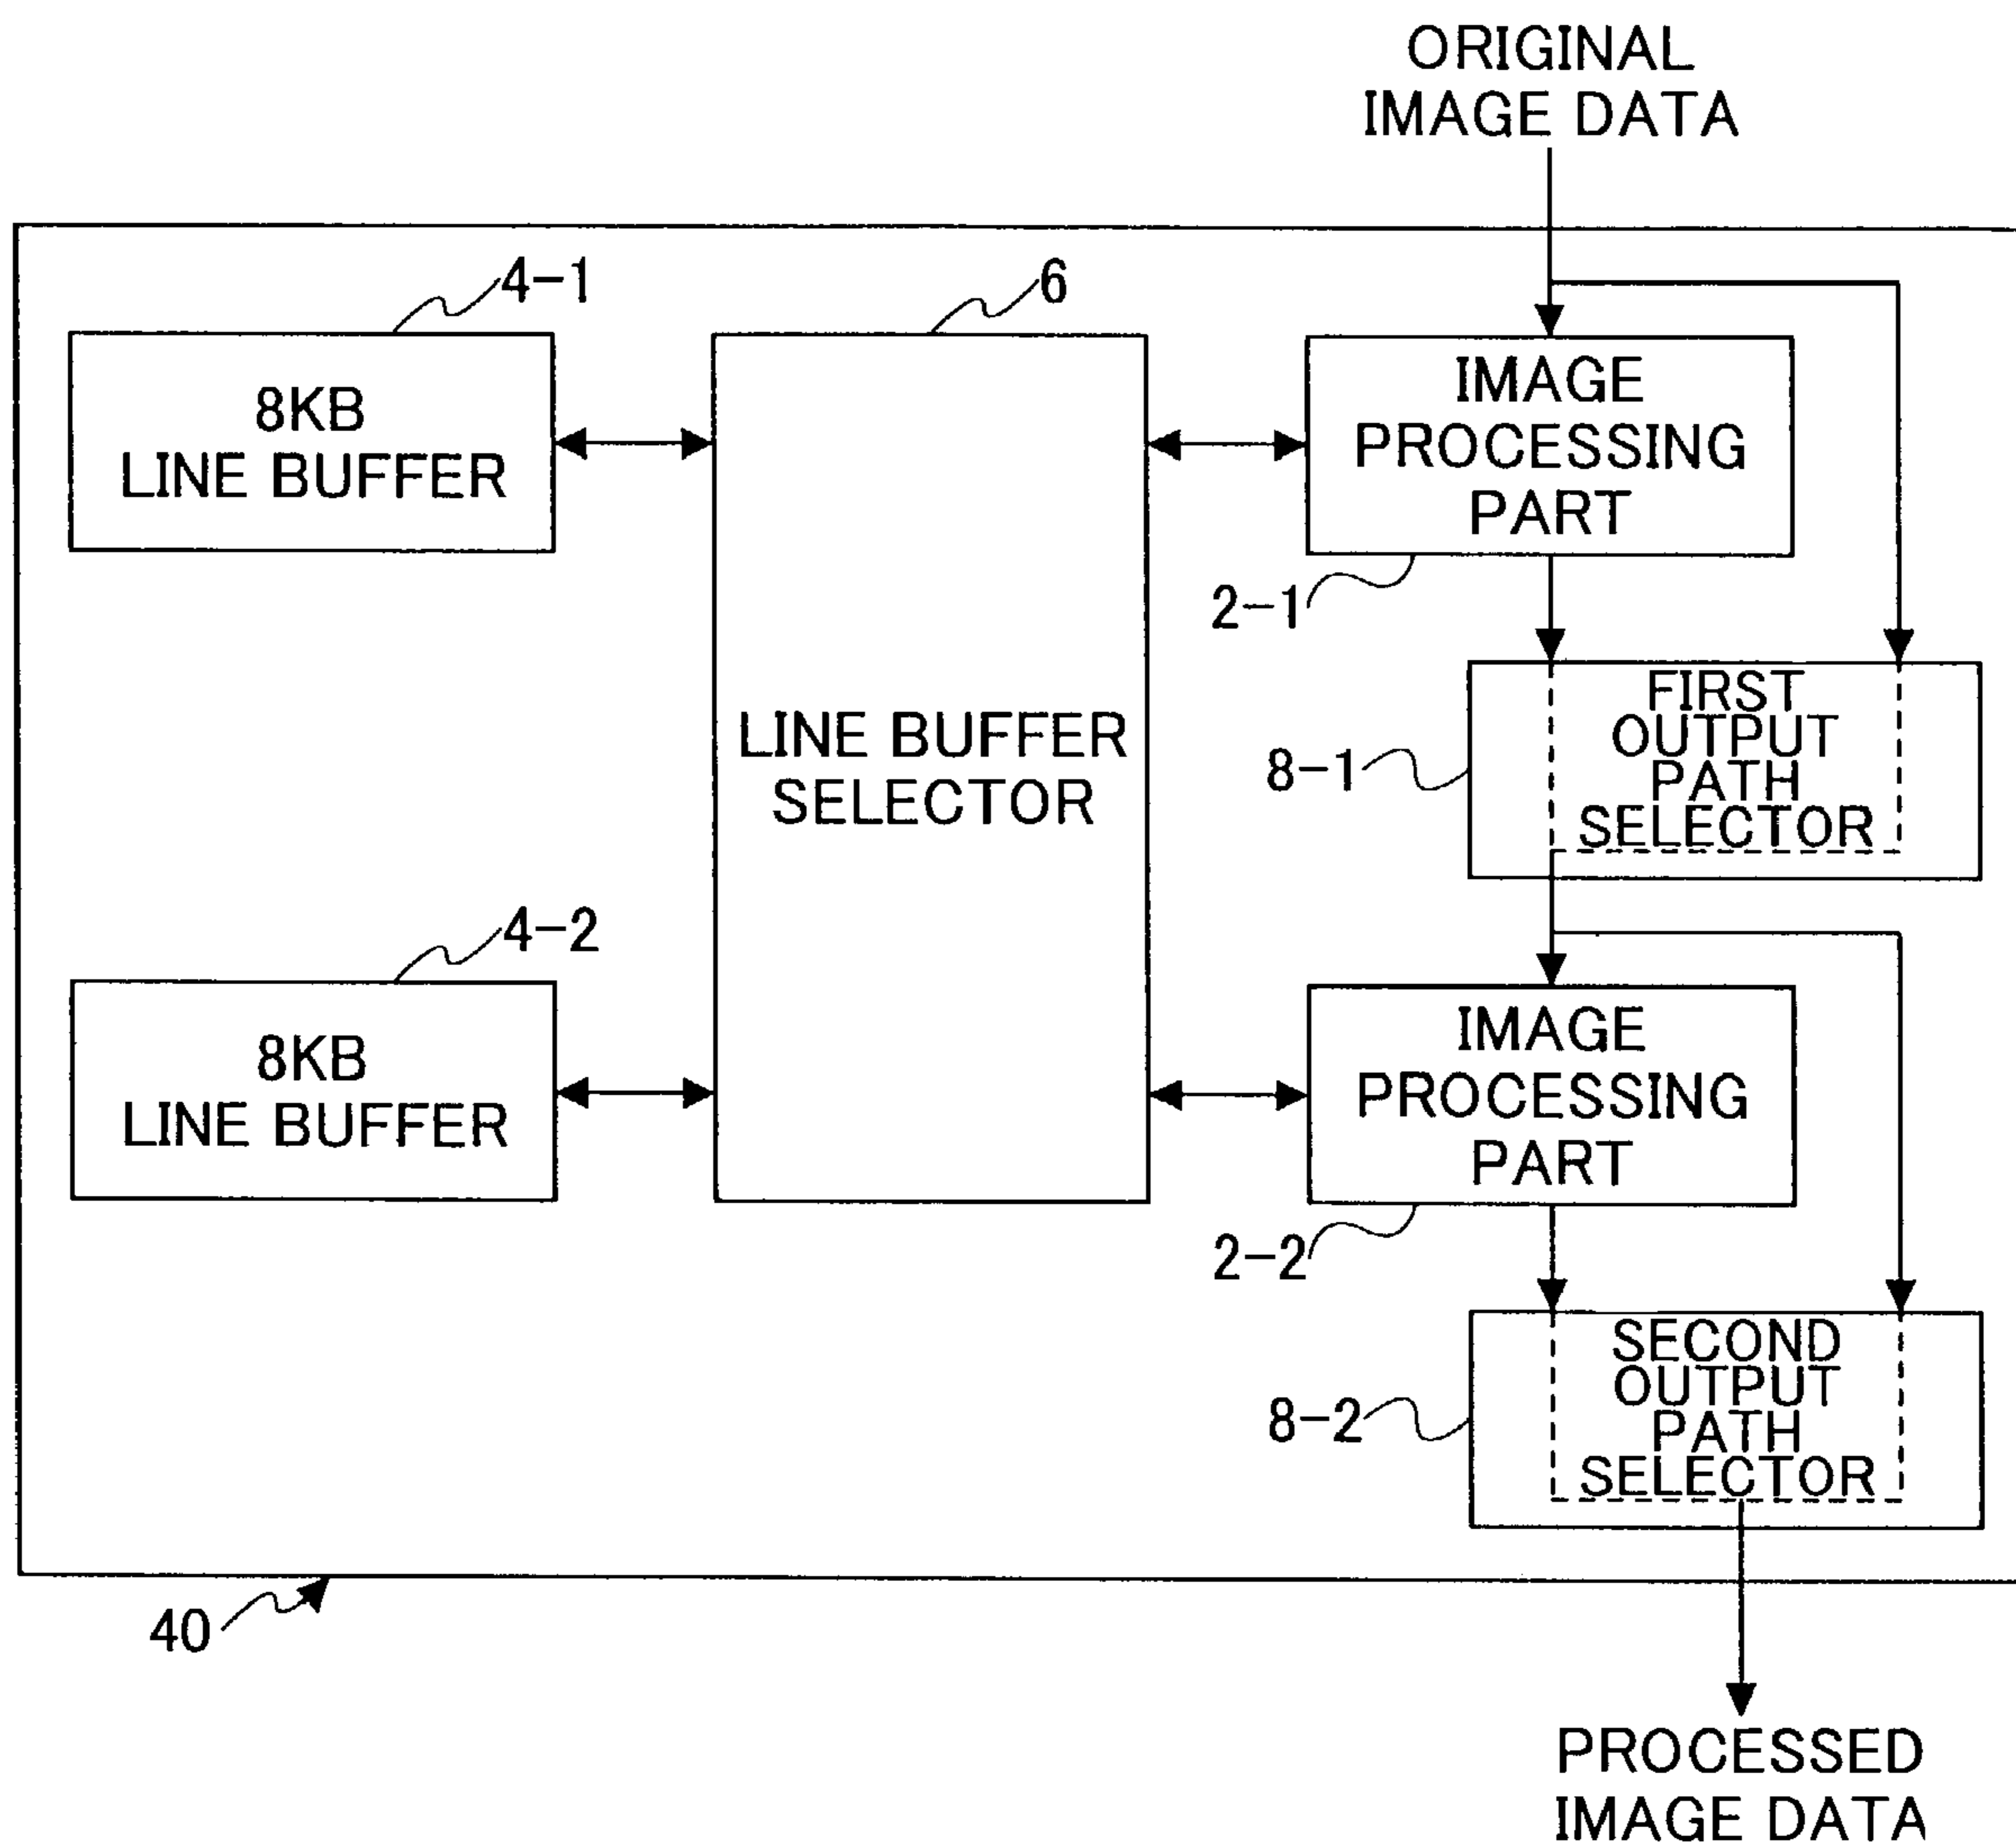 ORIGINAL
IMAGE DATA
4-1
6
8KB
LINE BUFFER
IMAGE
PROCESSING
PART
2-1
LINE BUFFER
SELECTOR
FIRST
OUTPUT
PATH
SELECTOR
8-1
4-2
8KB
LINE BUFFER
IMAGE
PROCESSING
PART
2-2
SECOND
OUTPUT
PATH
SELECTOR
8-2
40
PROCESSED
IMAGE DATA